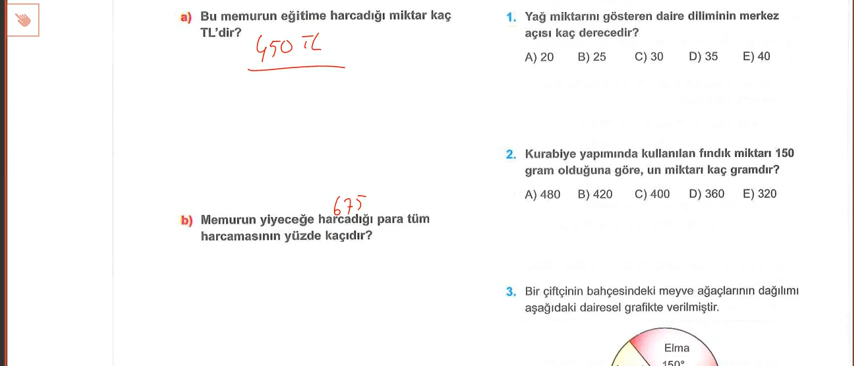 a) Bu memurun eğitime harcadığı miktar kaç
TL'dir?
450 TL
b) Memurun yiyeceğe harcadığı para tüm
harcamasının yüzde kaçıdır?
675
1. Yağ miktarını gösteren daire diliminin merkez
açısı kaç derecedir?
A) 20 B) 25 C) 30 D) 35 E) 40
2. Kurabiye yapımında kullanılan fındık miktarı 150
gram olduğuna göre, un miktarı kaç gramdır?
A) 480 B) 420 C) 400 D) 360 E) 320
3. Bir çiftçinin bahçesindeki meyve ağaçlarının dağılımı
aşağıdaki dairesel grafikte verilmiştir.
Elma
150°